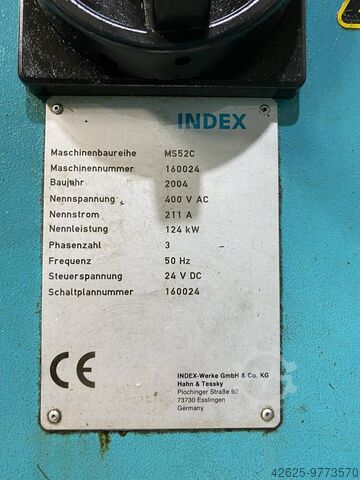 INDEX
Maschinenbaureihe MS52C
Maschinennummer 160024
Baujahr 2004
Nennspannung 400 V AC
Nennstrom 211 A
Nennleistung 124 kW
Phasenzahl 3
Frequenz 50 Hz
Steuerspannung 24 V DC
Schaltplannummer 160024
CE
INDEX-Werke GmbH & Co. KG
Hahn & Tessky
Plochinger Straße 92
73730 Esslingen
Germany
42625-9773570